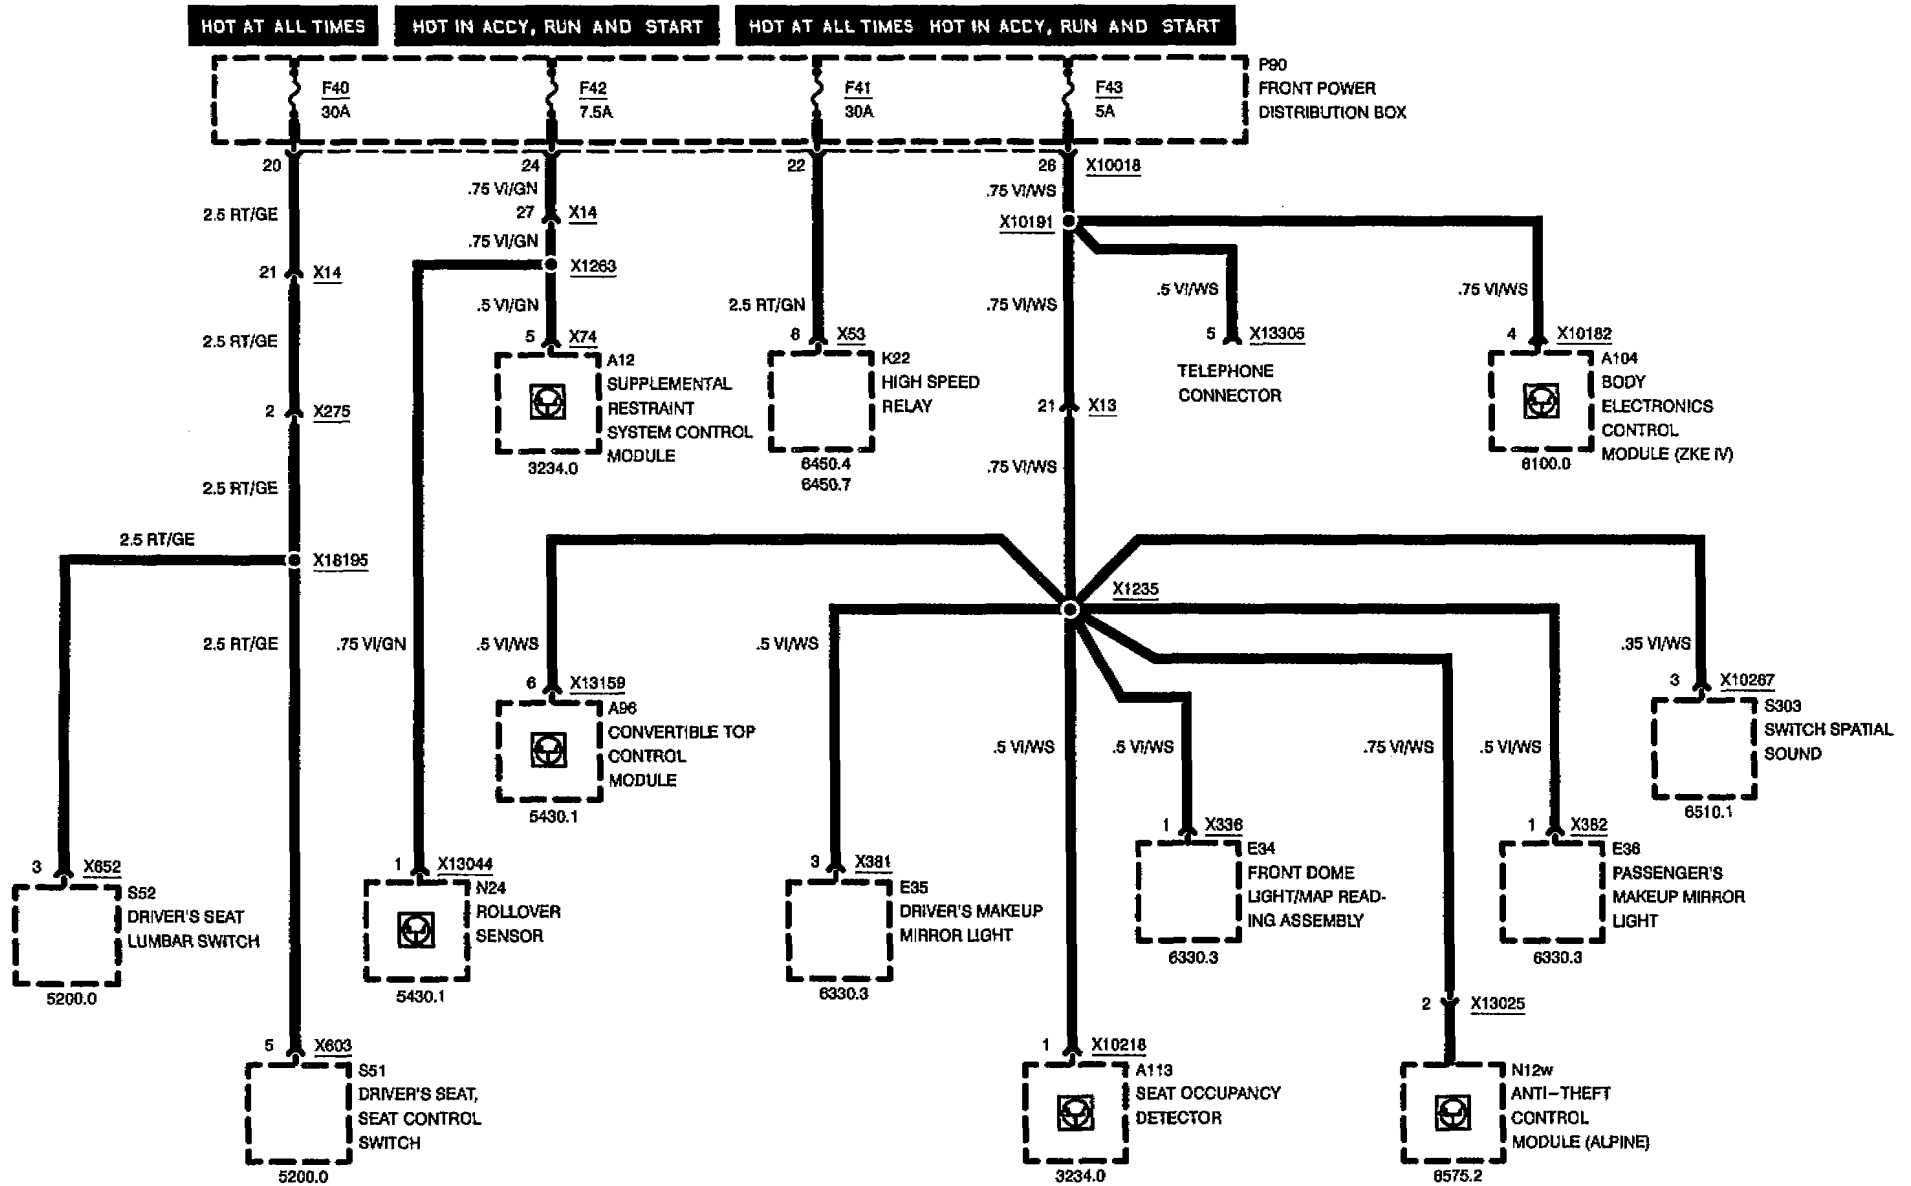 HOT AT ALL TIMES
HOT IN ACCY, RUN AND START
HOT AT ALL TIMES HOT IN ACCY, RUN AND START
F40
30A
F42
7.5A
F41
30A
F43
5A
P90
FRONT POWER
DISTRIBUTION BOX
20
24
22
26
X10018
.75 VI/GN
.75 VI/WS
2.5 RT/GE
27
X14
X10191
.75 VI/GN
21
X14
X1263
.5 VI/GN
2.5 RT/GN
.75 VI/WS
.5 VI/WS
.75 VI/WS
2.5 RT/GE
5
X74
8
X53
5
X13305
4
X10182
A12
SUPPLEMENTAL
RESTRAINT
SYSTEM CONTROL
MODULE
3234.0
K22
HIGH SPEED
RELAY
6450.4
6450.7
TELEPHONE
CONNECTOR
A104
BODY
ELECTRONICS
CONTROL
MODULE (ZKE IV)
6100.0
2
X275
21
X13
2.5 RT/GE
.75 VI/WS
2.5 RT/GE
X18195
X1235
2.5 RT/GE
.75 VI/GN
.5 VI/WS
.5 VI/WS
.35 VI/WS
6
X13159
3
X10267
A96
CONVERTIBLE TOP
CONTROL
MODULE
5430.1
S303
SWITCH SPATIAL
SOUND
6510.1
.5 VI/WS
.5 VI/WS
.75 VI/WS
.5 VI/WS
3
X652
1
X13044
3
X381
1
X336
1
X382
S52
DRIVER'S SEAT
LUMBAR SWITCH
5200.0
N24
ROLLOVER
SENSOR
5430.1
E35
DRIVER'S MAKEUP
MIRROR LIGHT
6330.3
E34
FRONT DOME
LIGHT/MAP READ-
ING ASSEMBLY
6330.3
E36
PASSENGER'S
MAKEUP MIRROR
LIGHT
6330.3
2
X13025
5
X603
1
X10218
S51
DRIVER'S SEAT,
SEAT CONTROL
SWITCH
5200.0
A113
SEAT OCCUPANCY
DETECTOR
3234.0
N12w
ANTI-THEFT
CONTROL
MODULE (ALPINE)
6575.2